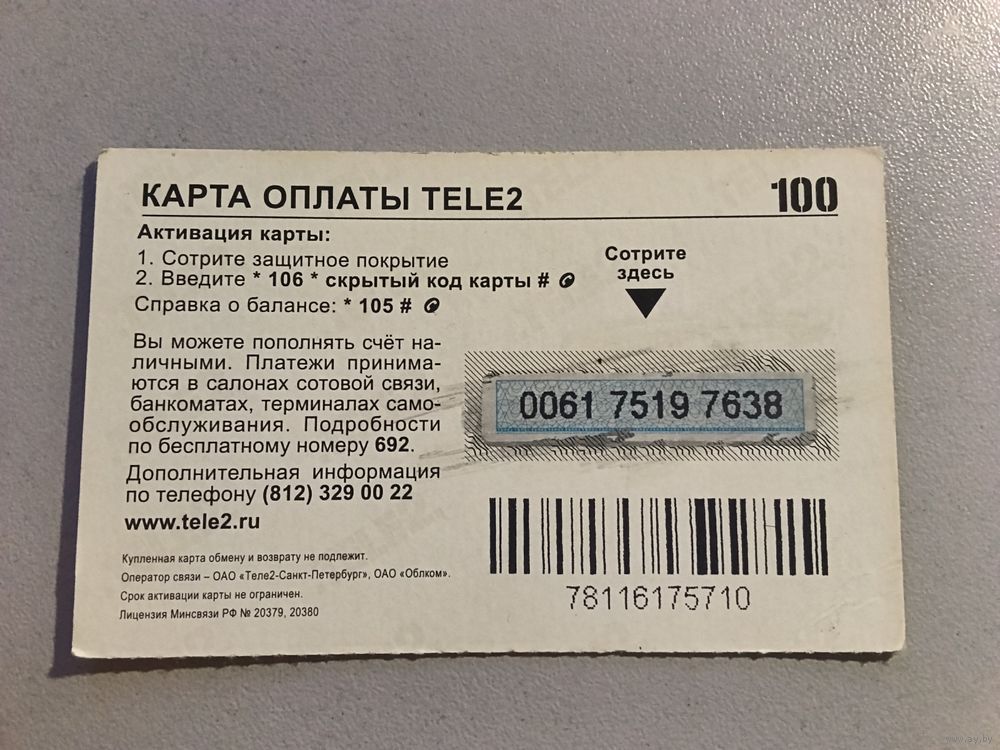 КАРТА ОПЛАТЫ TELE2
100
Активация карты:
1. Сотрите защитное покрытие
2. Введите * 106 * скрытый код карты #
Справка о балансе: * 105 #
Сотрите
здесь
Вы можете пополнять счёт на-
личными. Платежи принима-
ются в салонах сотовой связи,
банкоматах, терминалах само-
обслуживания. Подробности
по бесплатному номеру 692.
Дополнительная информация
по телефону (812) 329 00 22
www.tele2.ru
0061 7519 7638
78116175710
Купленная карта обмену и возврату не подлежит.
Оператор связи – ОАО «Теле2-Санкт-Петербург», ОАО «Облком».
Срок активации карты не ограничен.
Лицензия Минсвязи РФ № 20379, 20380
www.ay.by